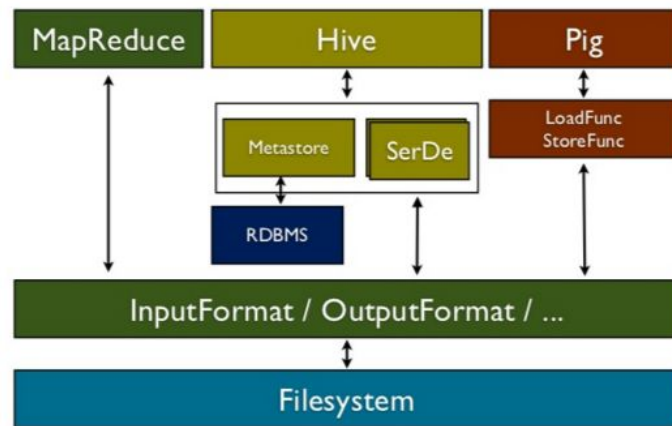 MapReduce
Hive
Pig
Metastore
SerDe
LoadFunc
StoreFunc
RDBMS
InputFormat / OutputFormat / ...
Filesystem